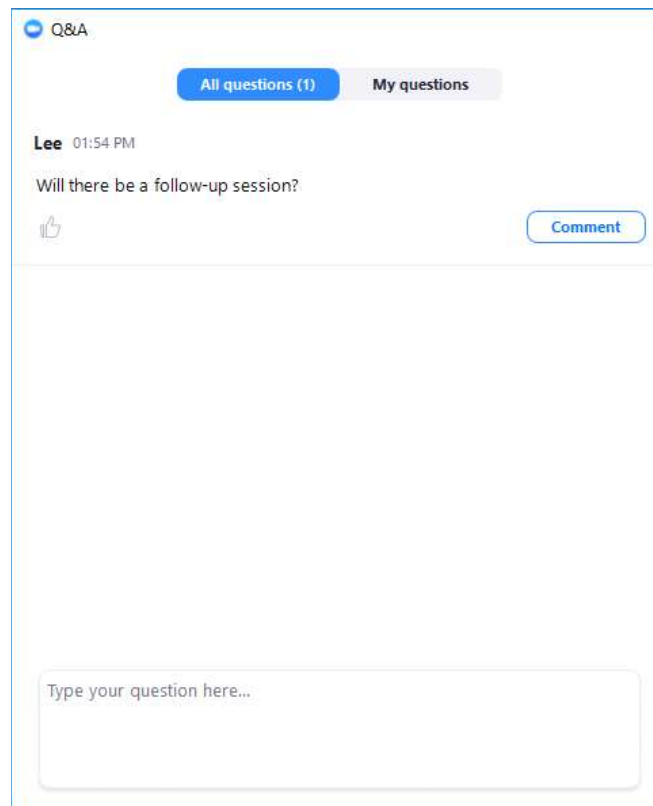 Q&A
All questions (1) My questions
Lee 01:54 PM
Will there be a follow-up session?
Comment
Type your question here...